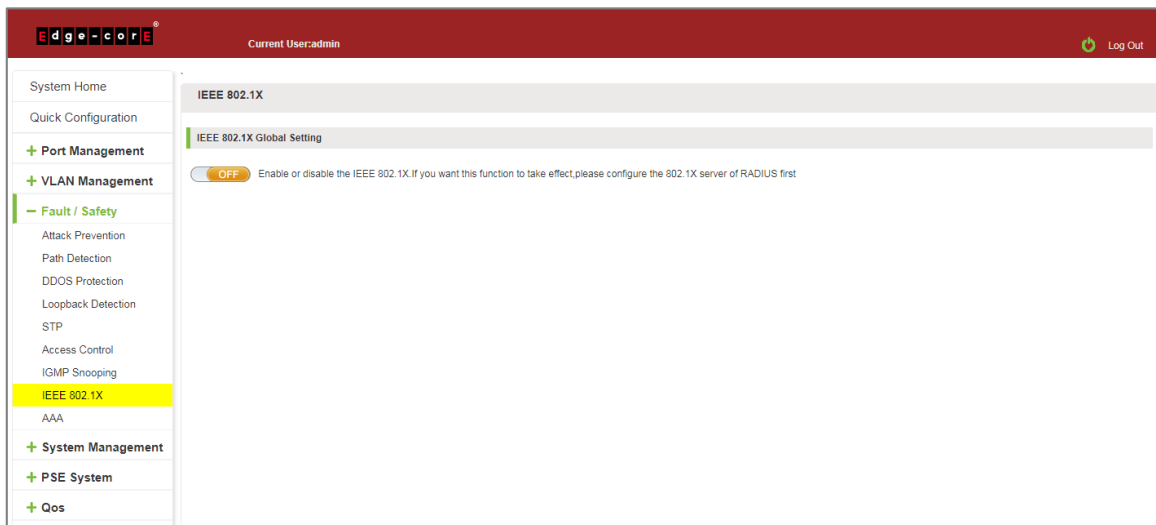 Edge-corE®
Current User:admin
Log Out
System Home
Quick Configuration
+ Port Management
+ VLAN Management
− Fault / Safety
Attack Prevention
Path Detection
DDOS Protection
Loopback Detection
STP
Access Control
IGMP Snooping
IEEE 802.1X
AAA
+ System Management
+ PSE System
+ Qos
IEEE 802.1X
IEEE 802.1X Global Setting
OFF Enable or disable the IEEE 802.1X.If you want this function to take effect,please configure the 802.1X server of RADIUS first